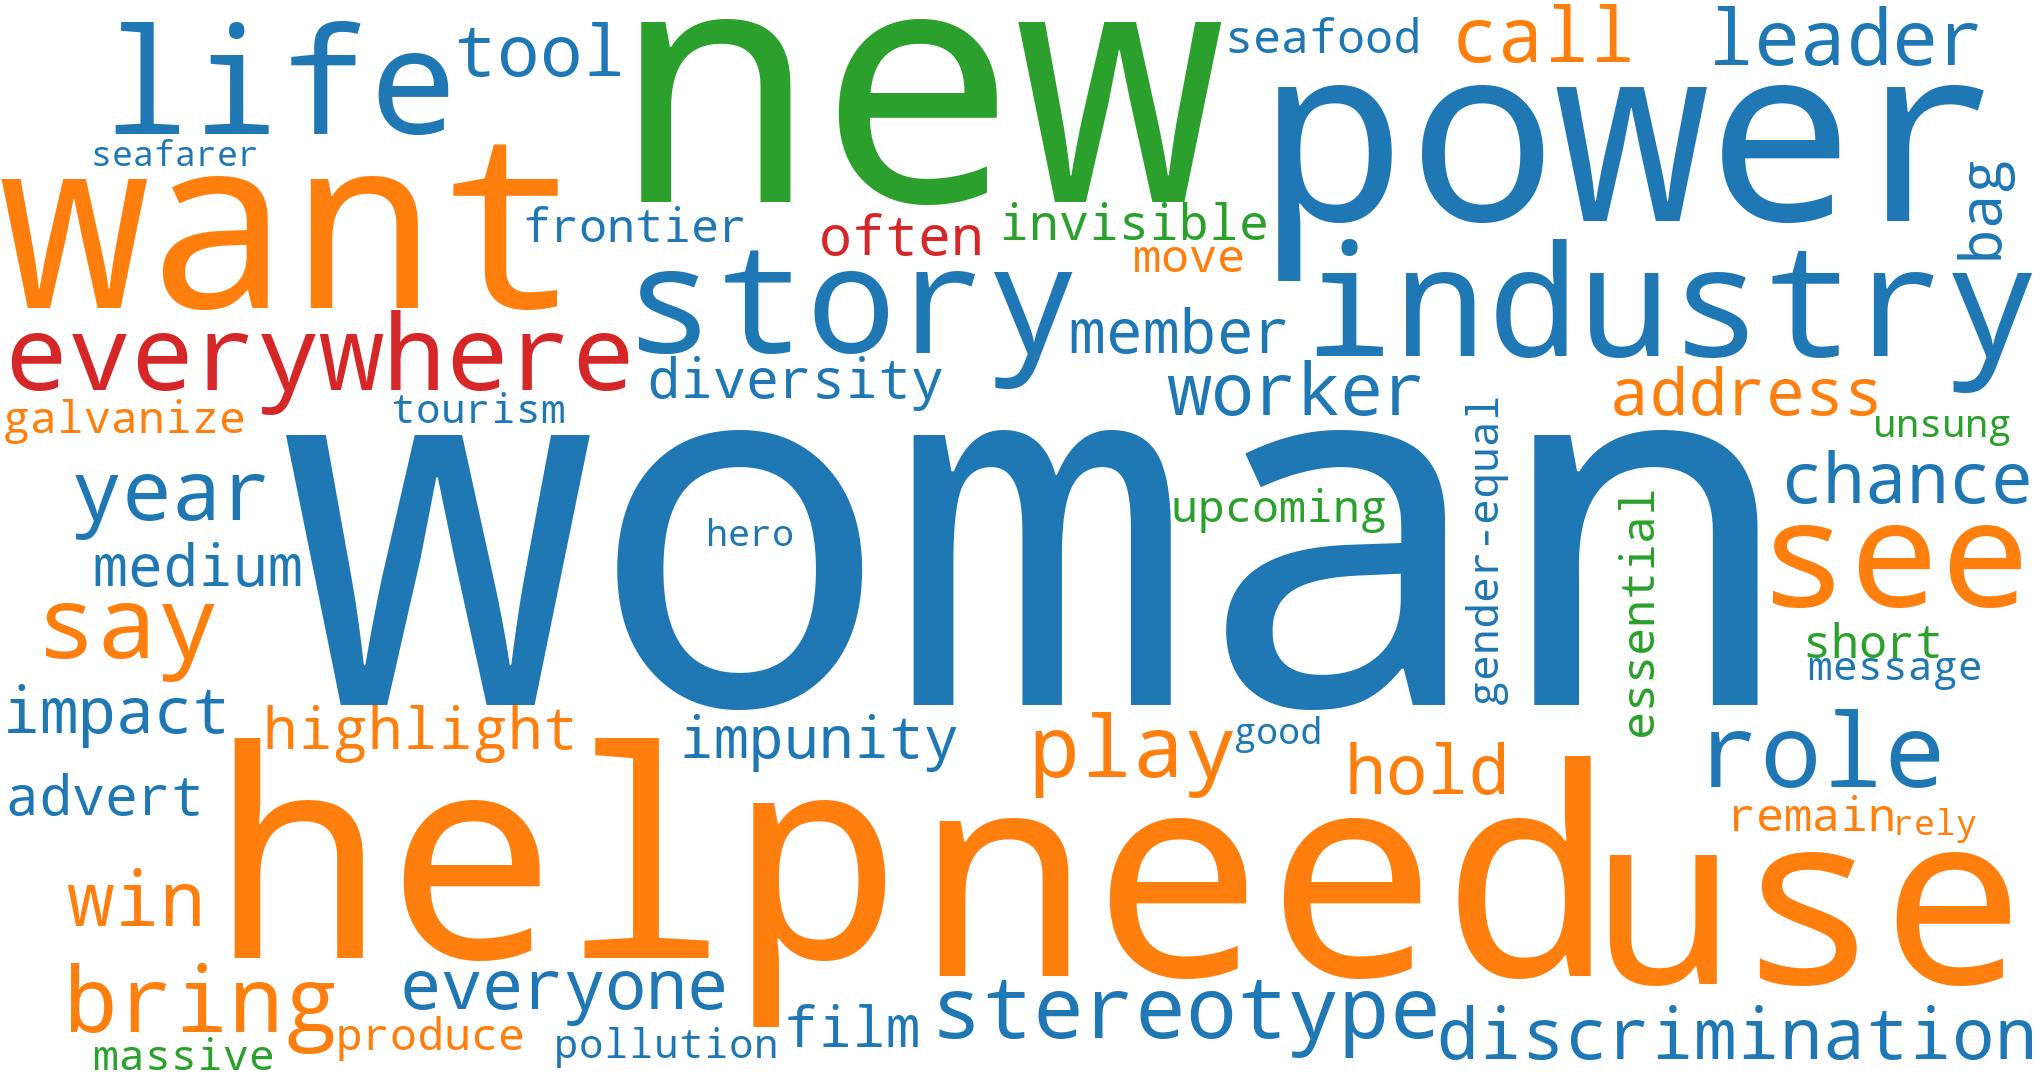 life
tool
new
seafood
call
leader
power
seafarer
want
bag
frontier
often
invisible
move
story
industry
everywhere
member
diversity
worker
address
galvanize
tourism
unsung
woman
year
chance
upcoming
gender-equal
essential
hero
see
medium
say
short
message
impact
highlight
impunity
play
good
hold
role
advert
help
need
use
remain
rely
win
bring
everyone
stereotype
film
discrimination
produce
pollution
massive